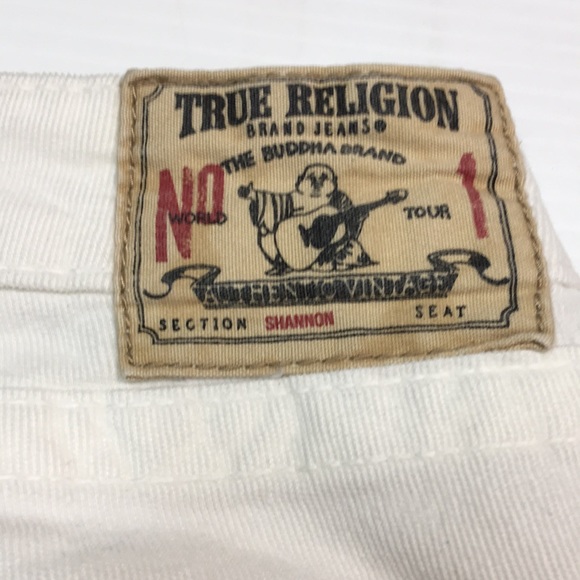 TRUE RELIGION
BRAND JEANS®
THE BUDDHA BRAND
NO 1
WORLD TOUR
AUTHENTIC VINTAGE
SECTION SHANNON SEAT